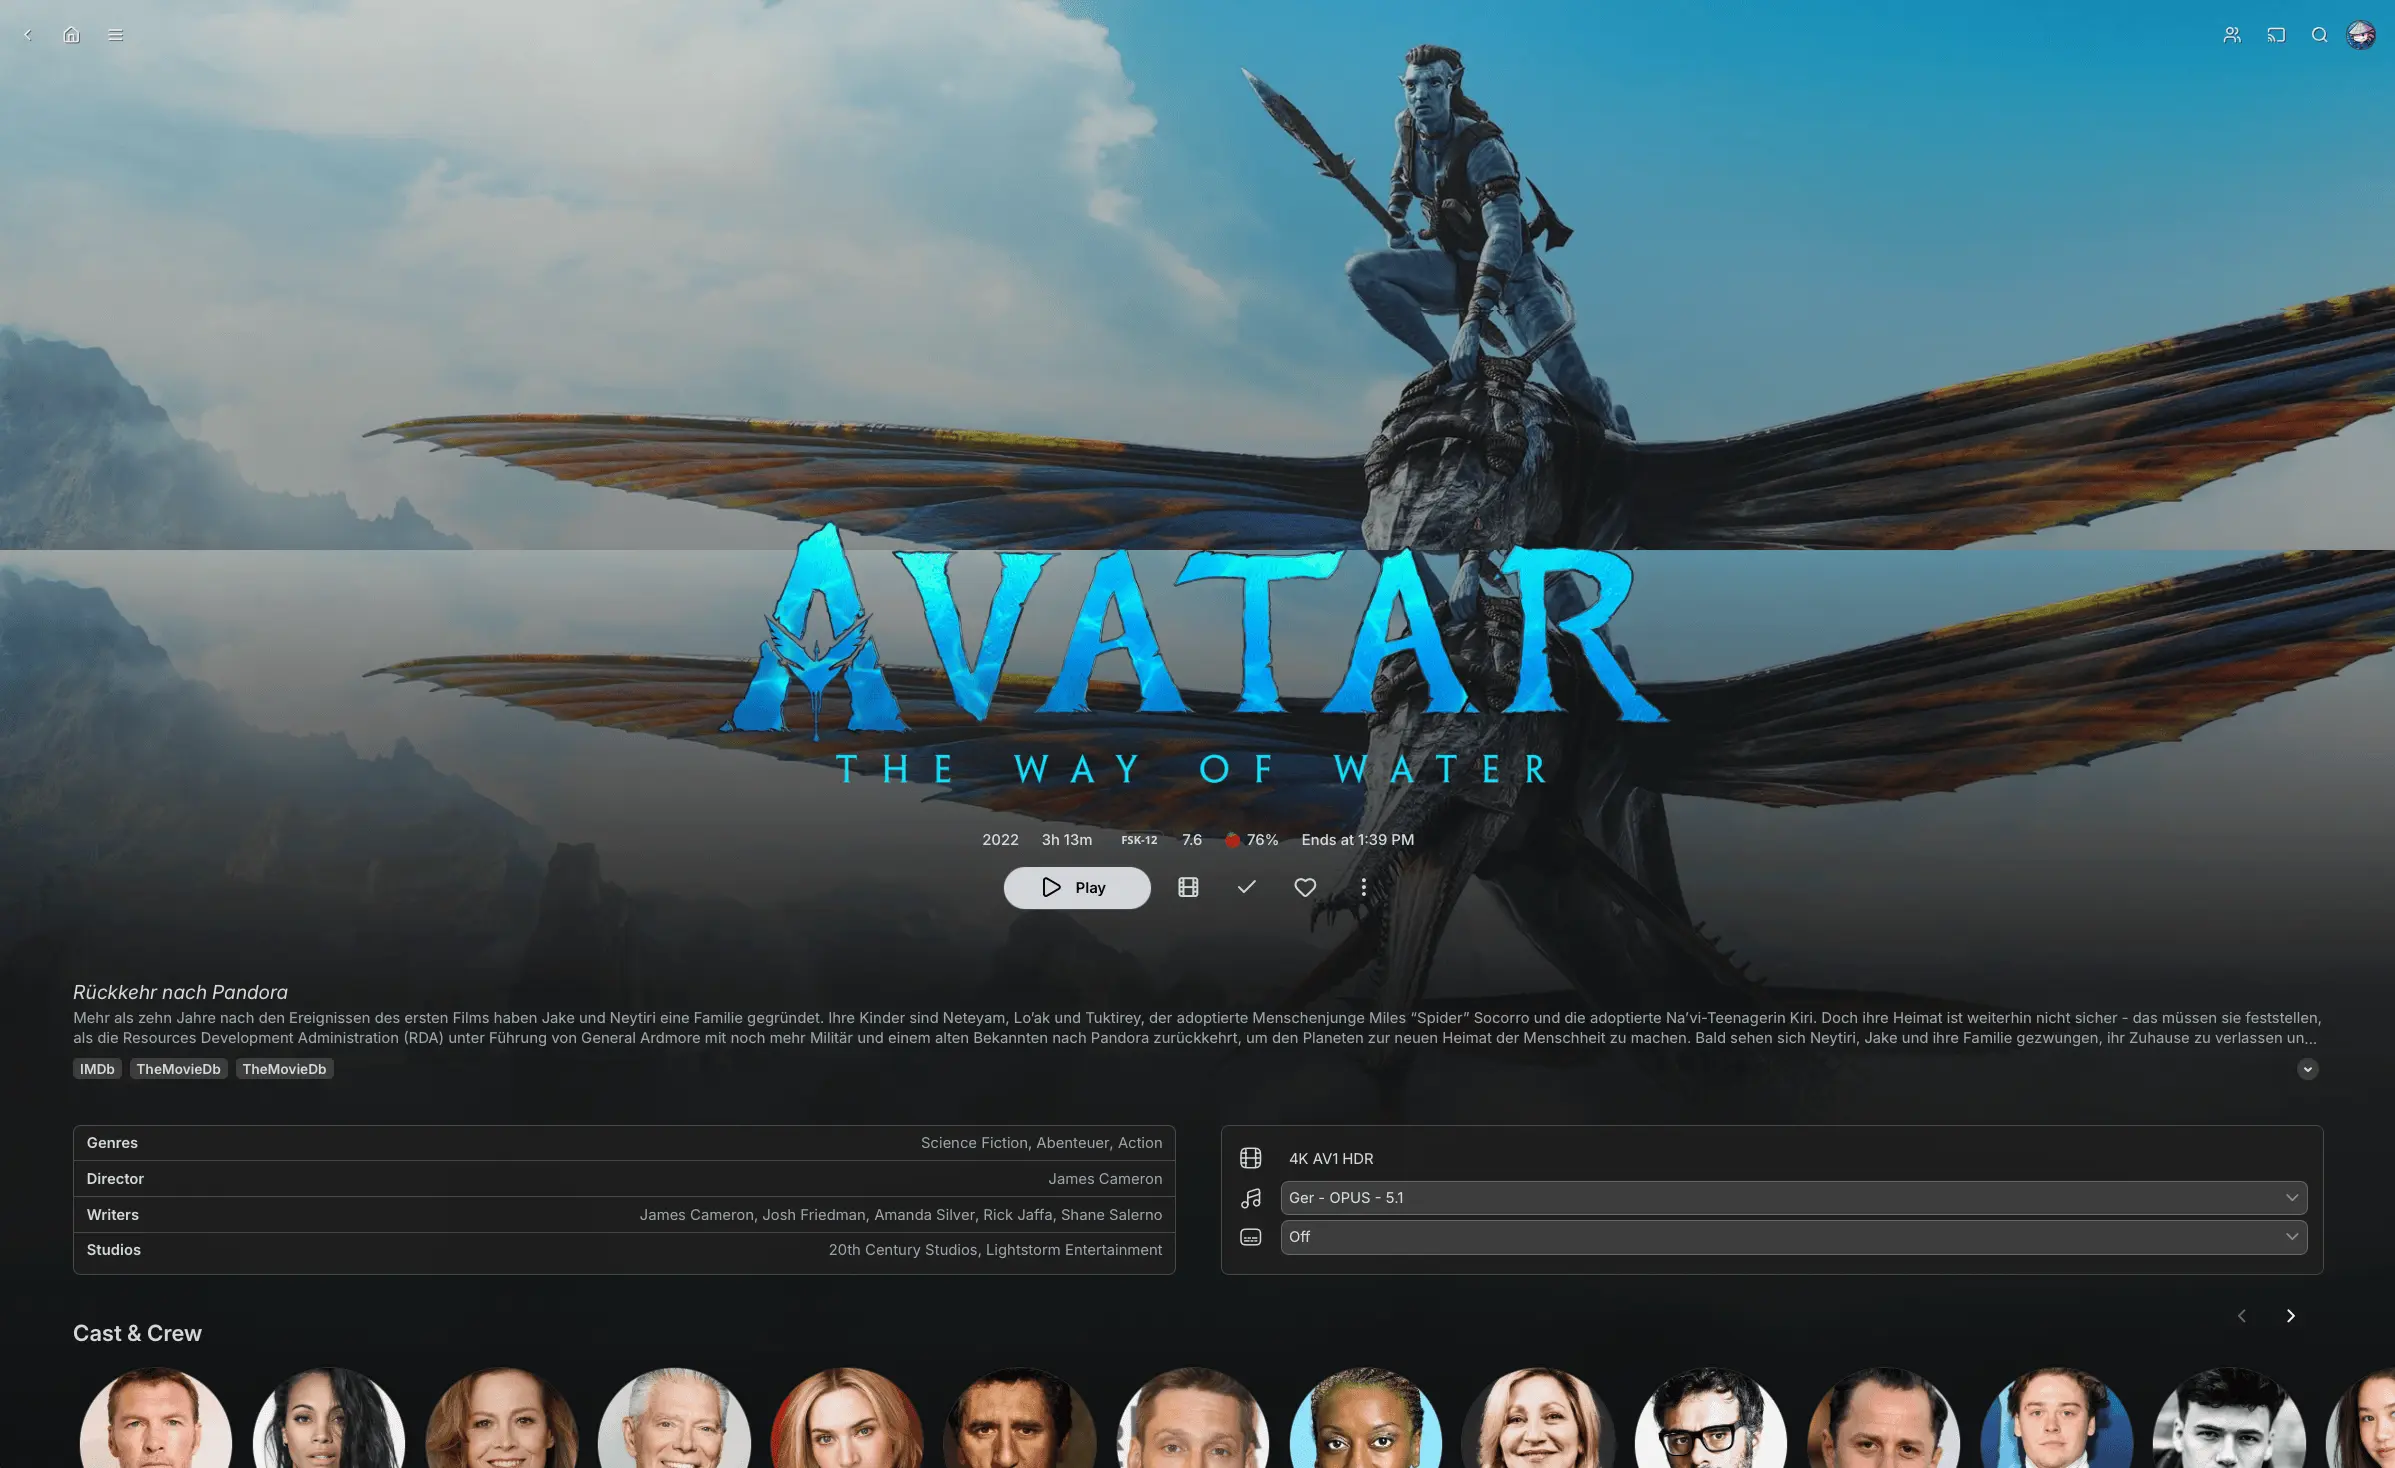 AVATAR
THE WAY OF WATER
2022 3h 13m FSK-12 7.6 76% Ends at 1:39 PM
Play
Rückkehr nach Pandora
Mehr als zehn Jahre nach den Ereignissen des ersten Films haben Jake und Neytiri eine Familie gegründet. Ihre Kinder sind Neteyam, Lo’ak und Tuktirey, der adoptierte Menschenjunge Miles “Spider” Socorro und die adoptierte Na’vi-Teenagerin Kiri. Doch ihre Heimat ist weiterhin nicht sicher - das müssen sie feststellen,
als die Resources Development Administration (RDA) unter Führung von General Ardmore mit noch mehr Militär und einem alten Bekannten nach Pandora zurückkehrt, um den Planeten zur neuen Heimat der Menschheit zu machen. Bald sehen sich Neytiri, Jake und ihre Familie gezwungen, ihr Zuhause zu verlassen un...
IMDb TheMovieDb TheMovieDb
Genres Science Fiction, Abenteuer, Action
Director James Cameron
Writers James Cameron, Josh Friedman, Amanda Silver, Rick Jaffa, Shane Salerno
Studios 20th Century Studios, Lightstorm Entertainment
4K AV1 HDR
Ger - OPUS - 5.1
Off
Cast & Crew